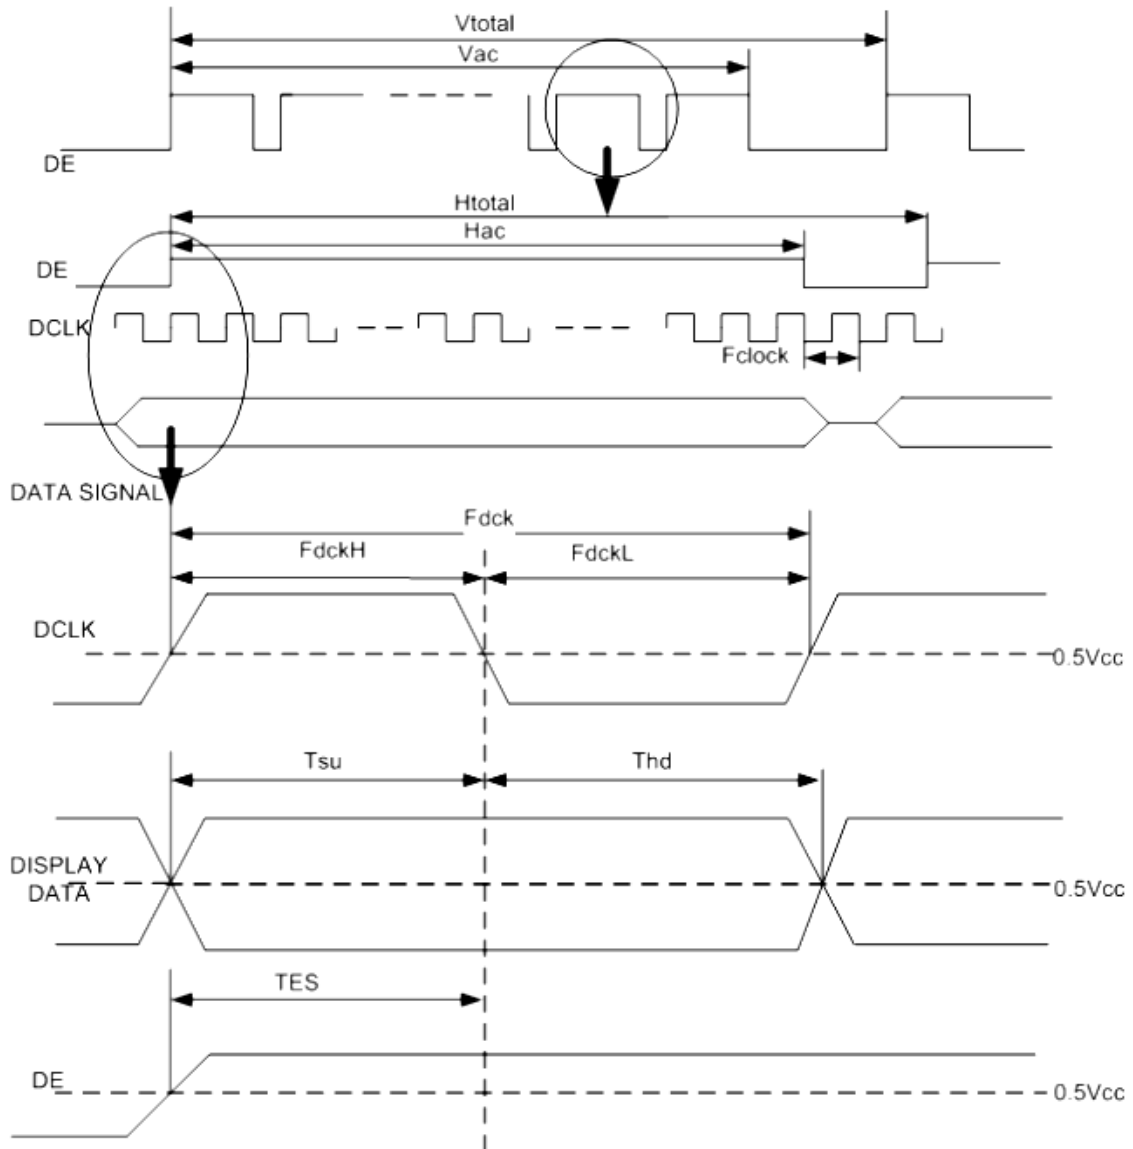 Vtotal
Vac
DE
Htotal
Hac
DE
DCLK
Fclock
DATA SIGNAL
Fdck
FdckH
FdckL
DCLK
0.5Vcc
Tsu
Thd
DISPLAY
DATA
0.5Vcc
TES
DE
0.5Vcc